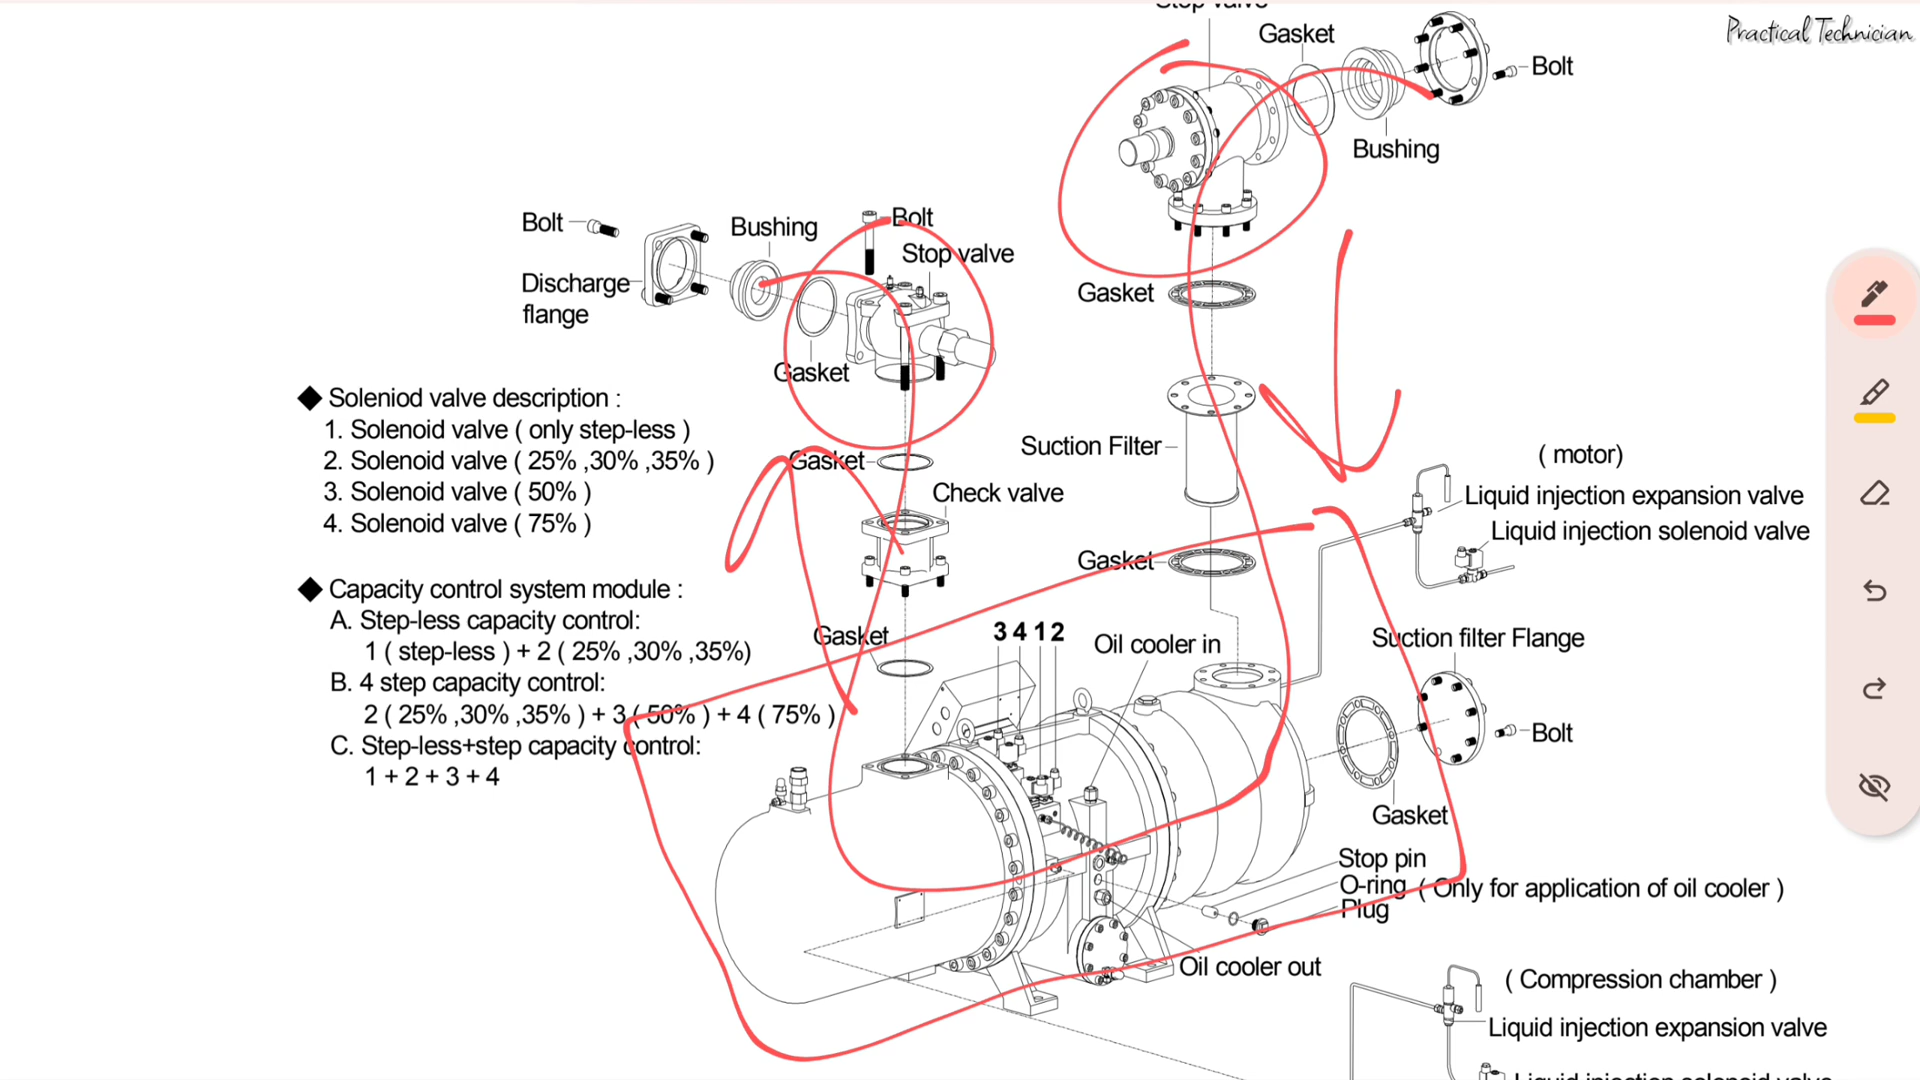 Stop valve
Practical Technician
Gasket
Bolt
Bushing
Bolt
Bushing
Bolt
Stop valve
Discharge
flange
Gasket
Gasket
Soleniod valve description :
1. Solenoid valve ( only step-less )
2. Solenoid valve ( 25% ,30% ,35% )
3. Solenoid valve ( 50% )
4. Solenoid valve ( 75% )
Gasket
Check valve
Suction Filter
( motor)
Liquid injection expansion valve
Liquid injection solenoid valve
Gasket
Capacity control system module :
A. Step-less capacity control:
1 ( step-less ) + 2 ( 25% ,30% ,35%)
B. 4 step capacity control:
2 ( 25% ,30% ,35% ) + 3 ( 50% ) + 4 ( 75% )
C. Step-less+step capacity control:
1 + 2 + 3 + 4
Gasket
3 4 1 2
Oil cooler in
Suction filter Flange
Bolt
Gasket
Stop pin
O-ring ( Only for application of oil cooler )
Plug
Oil cooler out
( Compression chamber )
Liquid injection expansion valve
Liquid injection solenoid valve